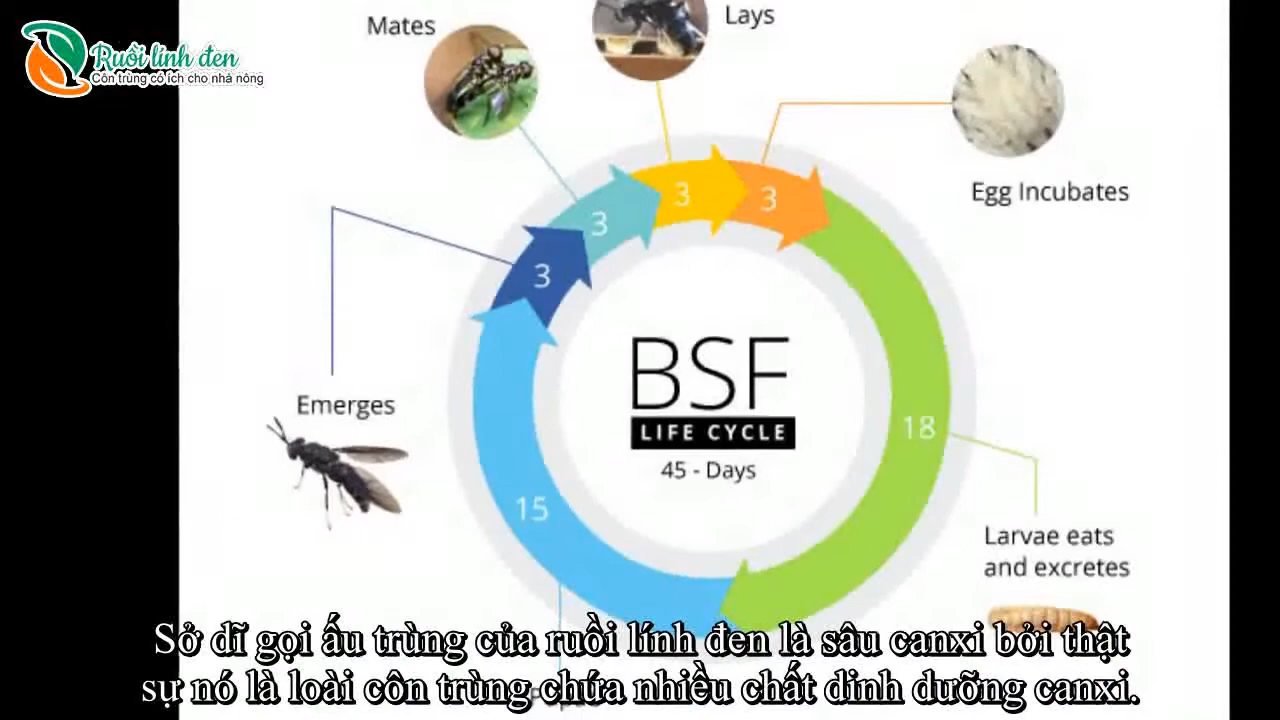 Ruồi lính đen
Côn trùng có ích cho nhà nông
Mates
Lays
Egg Incubates
3
3
3
3
Emerges
BSF
LIFE CYCLE
45 - Days
18
15
Larvae eats
and excretes
Sở dĩ gọi ấu trùng của ruồi lính đen là sâu canxi bởi thật
sự nó là loài côn trùng chứa nhiều chất dinh dưỡng canxi.